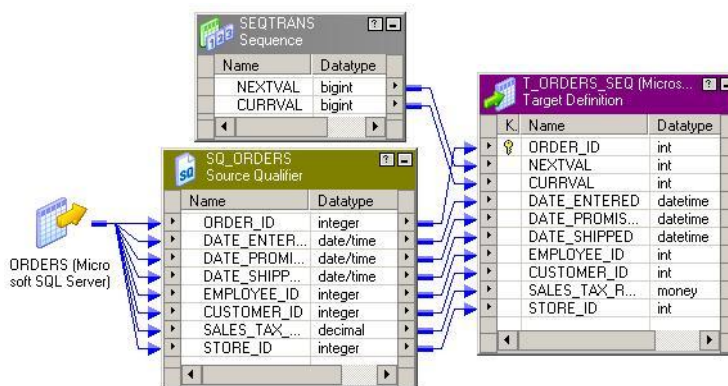 SEQTRANS
Sequence
Name Datatype
NEXTVAL bigint
CURRVAL bigint
T_ORDERS_SEQ (Micros...
Target Definition
K. Name Datatype
ORDER_ID int
NEXTVAL int
CURRVAL int
DATE_ENTERED datetime
DATE_PROMIS... datetime
DATE_SHIPPED datetime
EMPLOYEE_ID int
CUSTOMER_ID int
SALES_TAX_R... money
STORE_ID int
SQ_ORDERS
Source Qualifier
Name Datatype
ORDER_ID integer
DATE_ENTER... date/time
DATE_PROMI... date/time
DATE_SHIPP... date/time
EMPLOYEE_ID integer
CUSTOMER_ID integer
SALES_TAX_... decimal
STORE_ID integer
ORDERS (Micro
soft SQL Server)